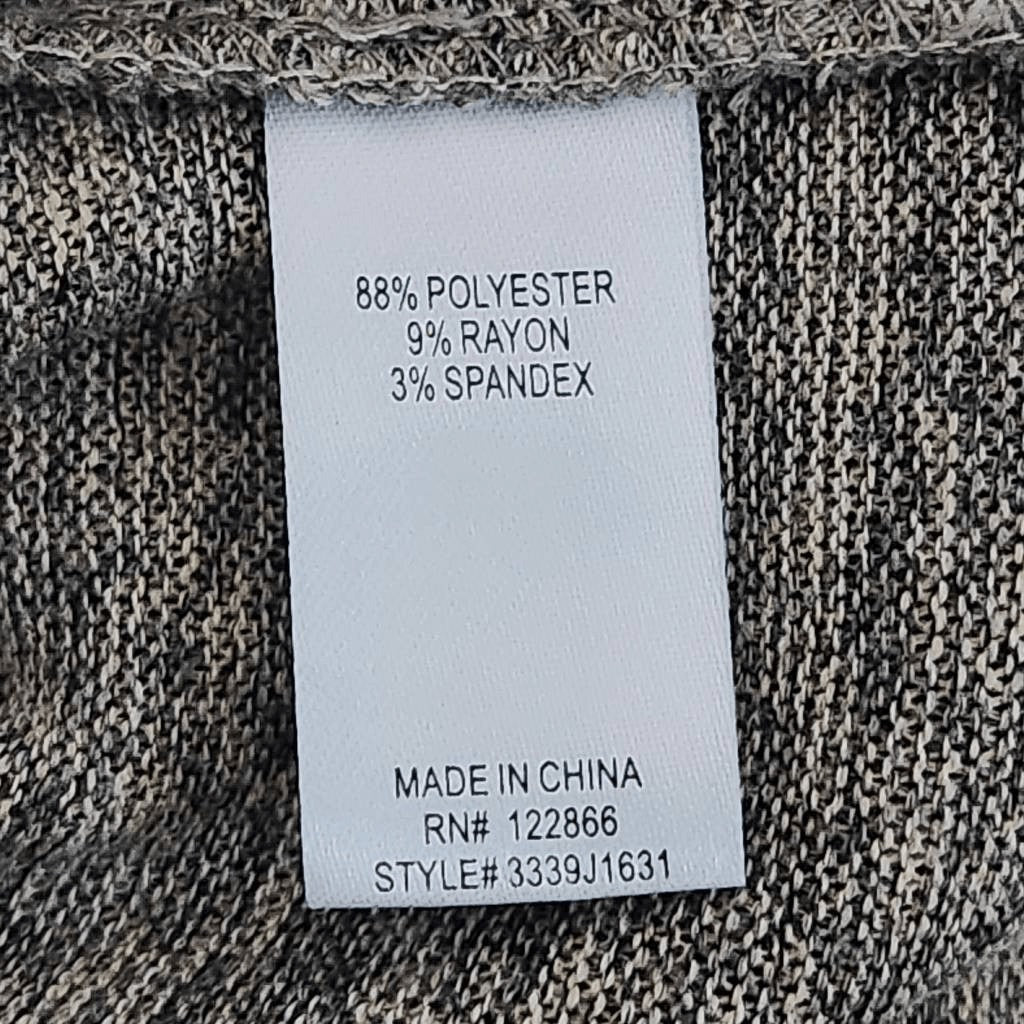 88% POLYESTER
9% RAYON
3% SPANDEX
MADE IN CHINA
RN# 122866
STYLE# 3339J1631